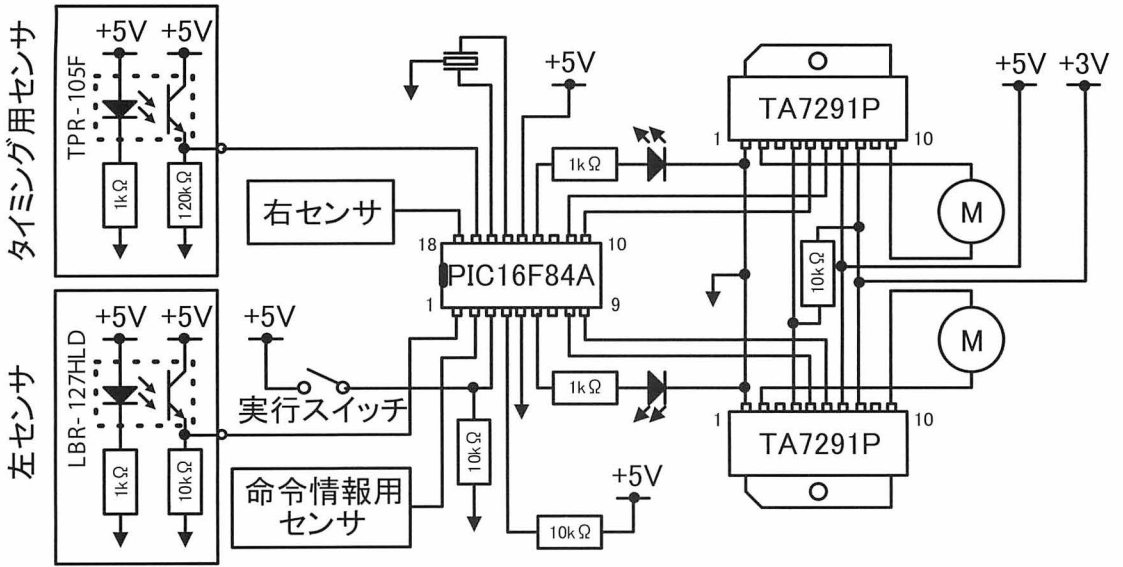 タイミング用センサ
+5V +5V
TPR-105F
1kΩ
120kΩ
左センサ
+5V +5V
LBR-127HLD
1kΩ
10kΩ
右センサ
+5V
実行スイッチ
命令情報用
センサ
10kΩ
10kΩ
+5V
+5V
18
10
PIC16F84A
1
9
1kΩ
1kΩ
TA7291P
1
10
M
+5V +3V
10kΩ
M
1
10
TA7291P